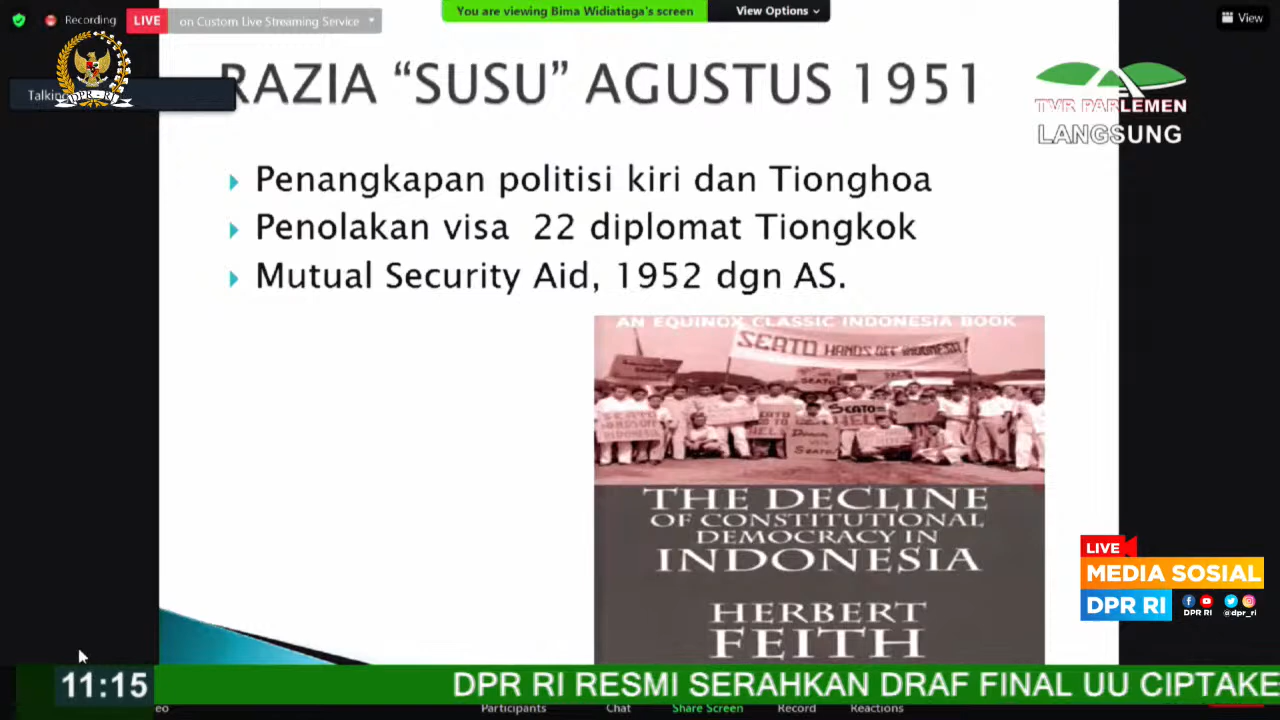 Recording
LIVE
on Custom Live Streaming Service
You are viewing Bima Widiatiaga's screen
View Options
View
DPR - RI
Talking
RAZIA “SUSU” AGUSTUS 1951
TVR PARLEMEN
LANGSUNG
Penangkapan politisi kiri dan Tionghoa
Penolakan visa 22 diplomat Tiongkok
Mutual Security Aid, 1952 dgn AS.
AN EQUINOX CLASSIC INDONESIA BOOK
SEATO HANDS OFF INDONESIA!
THE DECLINE
OF CONSTITUTIONAL
DEMOCRACY IN
INDONESIA
HERBERT
FEITH
LIVE
MEDIA SOSIAL
DPR RI
DPR RI
@dpr_ri
11:15
DPR RI RESMI SERAHKAN DRAF FINAL UU CIPTAKE
eo
Participants
Chat
Share Screen
Record
Reactions